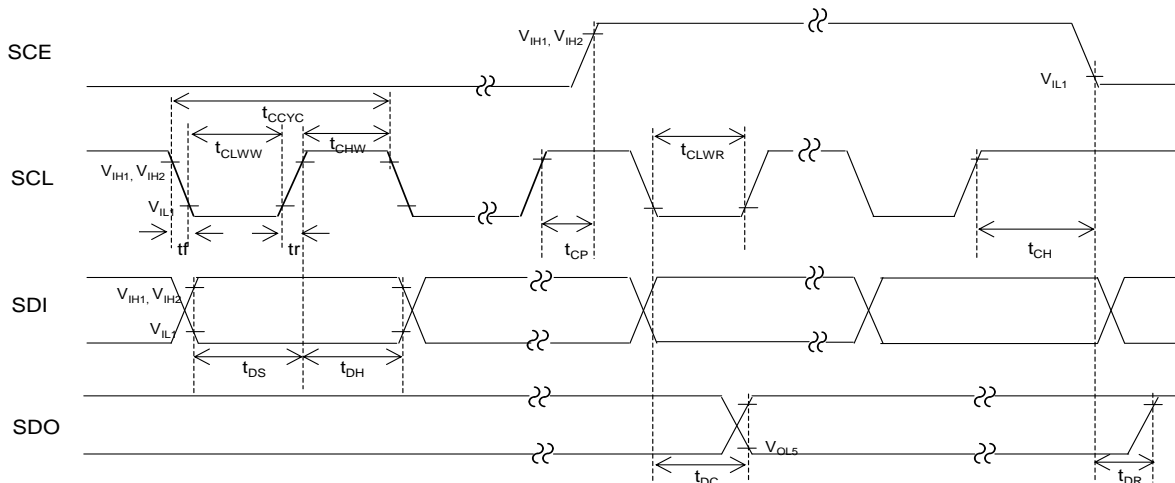 SCE
V_IH1, V_IH2
V_IL1
t_CCYC
t_CLWW
t_CHW
t_CLWR
SCL
V_IH1, V_IH2
V_IL1
tf
tr
t_CP
t_CH
SDI
V_IH1, V_IH2
V_IL1
t_DS
t_DH
SDO
V_OL5
t_DC
t_DR